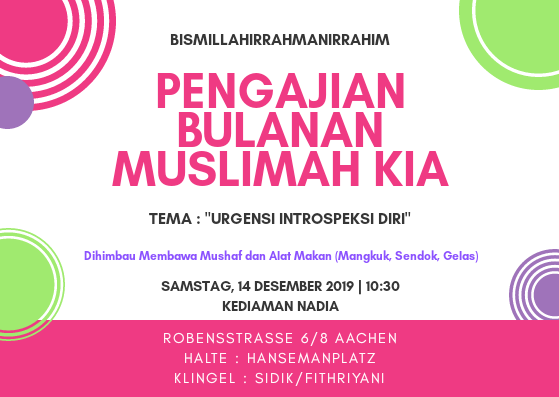 BISMILLAHIRRAHMANIRRAHIM
PENGAJIAN
BULANAN
MUSLIMAH KIA
TEMA : "URGENSI INTROSPEKSI DIRI"
Dihimbau Membawa Mushaf dan Alat Makan (Mangkuk, Sendok, Gelas)
SAMSTAG, 14 DESEMBER 2019 | 10:30
KEDIAMAN NADIA
ROBENSSTRASSE 6/8 AACHEN
HALTE : HANSEMANPLATZ
KLINGEL : SIDIK/FITHRIYANI